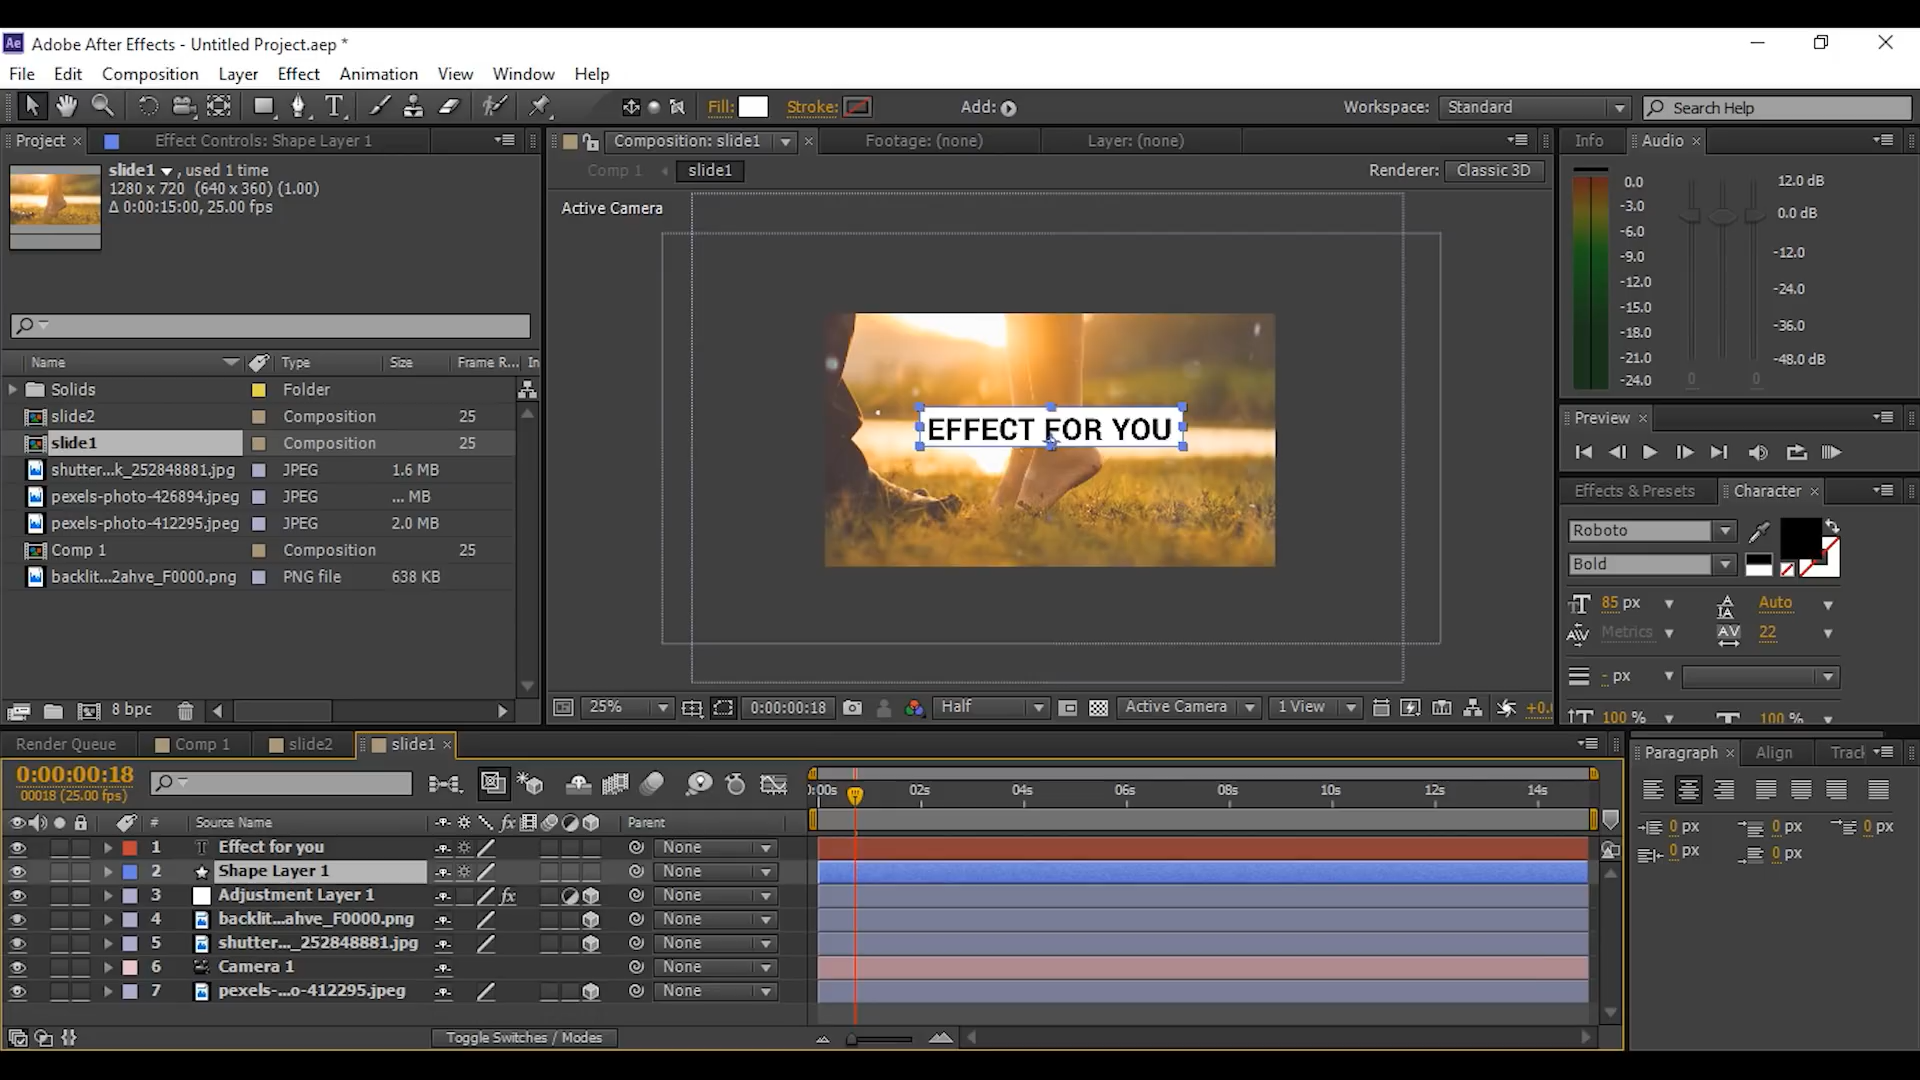 Ae Adobe After Effects - Untitled Project.aep *
File Edit Composition Layer Effect Animation View Window Help
Fill: Stroke: Add: Workspace: Standard Search Help
Project × Effect Controls: Shape Layer 1
slide1 , used 1 time
1280 x 720 (640 x 360) (1.00)
Δ 0:00:15:00, 25.00 fps
Name Type Size Frame R... In
Solids Folder
slide2 Composition 25
slide1 Composition 25
shutter...k_252848881.jpg JPEG 1.6 MB
pexels-photo-426894.jpeg JPEG ... MB
pexels-photo-412295.jpeg JPEG 2.0 MB
Comp 1 Composition 25
backlit...2ahve_F0000.png PNG file 638 KB
8 bpc
Composition: slide1 × Footage: (none) Layer: (none)
Comp 1 slide1 Renderer: Classic 3D
Active Camera
EFFECT FOR YOU
25% 0:00:00:18 Half Active Camera 1 View +0.
Info Audio ×
0.0
-3.0
-6.0
-9.0
-12.0
-15.0
-18.0
-21.0
-24.0
12.0 dB
0.0 dB
-12.0
-24.0
-36.0
-48.0 dB
0 0
Preview ×
Effects & Presets Character ×
Roboto
Bold
85 px Auto
Metrics 22
- px
100 % 100 %
Render Queue Comp 1 slide2 slide1 ×
0:00:00:18
00018 (25.00 fps)
:00s 02s 04s 06s 08s 10s 12s 14s
# Source Name fx Parent
1 Effect for you None
2 Shape Layer 1 None
3 Adjustment Layer 1 fx None
4 backlit...ahve_F0000.png None
5 shutter..._252848881.jpg None
6 Camera 1 None
7 pexels-...o-412295.jpeg None
Toggle Switches / Modes
Paragraph × Align Track
0 px 0 px 0 px
0 px 0 px